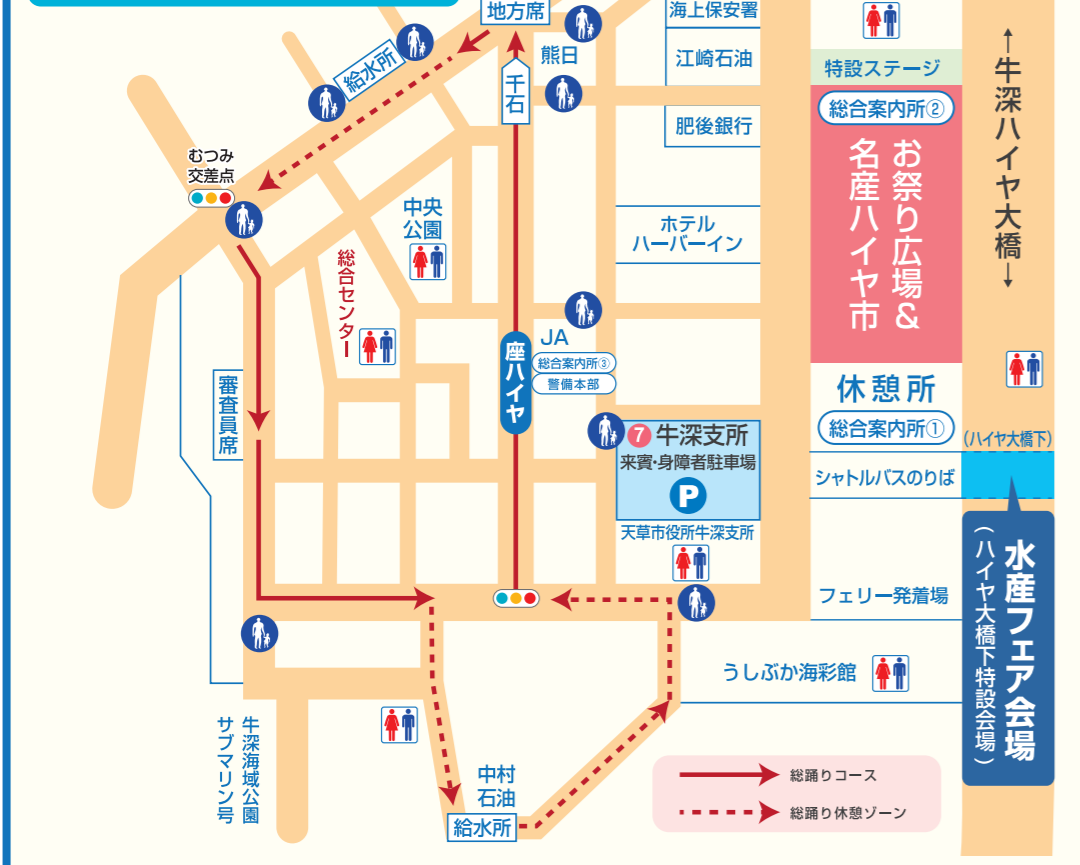 地方席
海上保安署
給水所
熊日
江崎石油
特設ステージ
千石
総合案内所②
肥後銀行
お祭り広場&
名産ハイヤ市
←牛深ハイヤ大橋→
むつみ
交差点
中央
公園
ホテル
ハーバーイン
総合センター
JA
総合案内所③
警備本部
座ハイヤ
審査員席
休憩所
総合案内所①
(ハイヤ大橋下)
7 牛深支所
来賓・身障者駐車場
P
シャトルバスのりば
天草市役所牛深支所
水産フェア会場
(ハイヤ大橋下特設会場)
フェリー発着場
うしぶか海彩館
牛深海域公園
サブマリン号
中村
石油
給水所
総踊りコース
総踊り休憩ゾーン